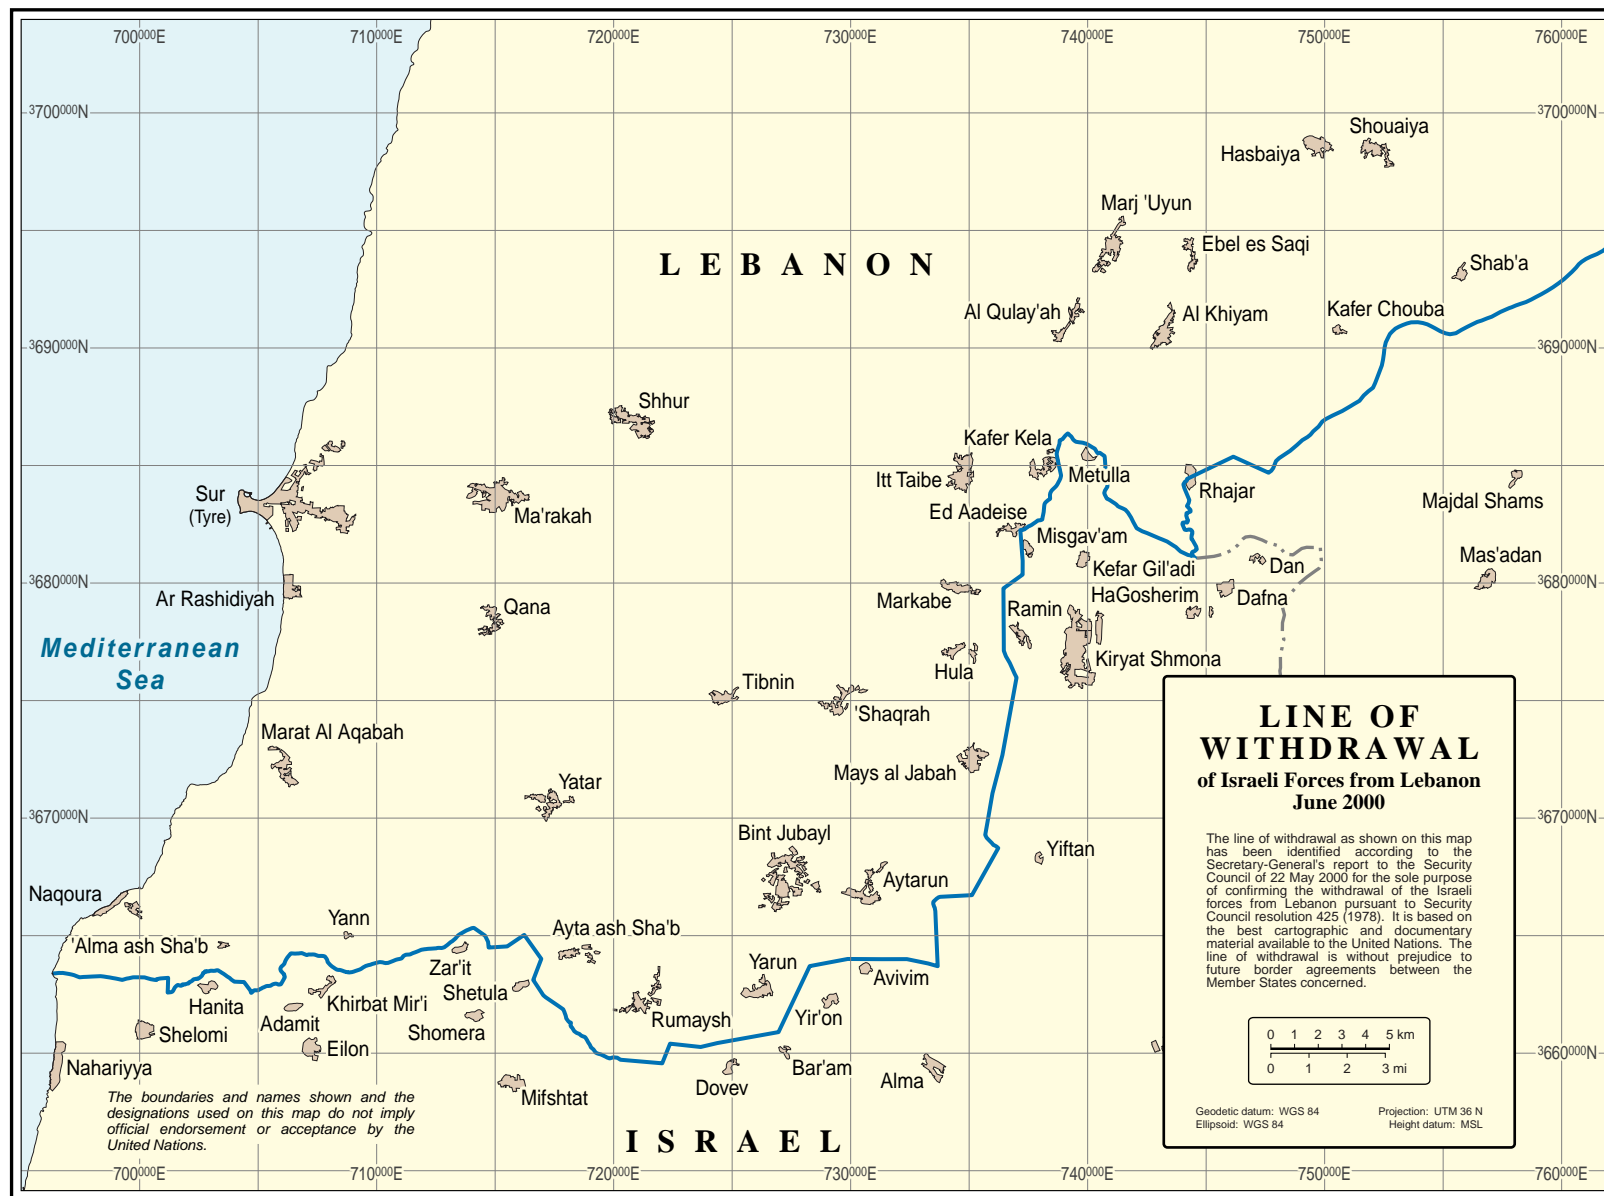 700000E 710000E 720000E 730000E 740000E 750000E 760000E
3700000N 3700000N
Shouaiya
Hasbaiya
Marj 'Uyun
Ebel es Saqi
LEBANON
Shab'a
Al Qulay'ah
Al Khiyam
Kafer Chouba
3690000N 3690000N
Shhur
Kafer Kela
Itt Taibe
Metulla
Rhajar
Majdal Shams
Sur
(Tyre)
Ma'rakah
Ed Aadeise
Misgav'am
Kefar Gil'adi
Dan
Mas'adan
3680000N 3680000N
Ar Rashidiyah
Qana
Markabe
Ramin
HaGosherim
Dafna
Mediterranean
Sea
Hula
Kiryat Shmona
Tibnin
'Shaqrah
Marat Al Aqabah
Mays al Jabah
Yatar
3670000N 3670000N
Bint Jubayl
Yiftan
Aytarun
Naqoura
Yann
'Alma ash Sha'b
Ayta ash Sha'b
Zar'it
Yarun
Avivim
Hanita
Khirbat Mir'i
Shetula
Shelomi
Adamit
Shomera
Rumaysh
Yir'on
Eilon
3660000N
Nahariyya
Mifshtat
Dovev
Bar'am
Alma
ISRAEL
The boundaries and names shown and the
designations used on this map do not imply
official endorsement or acceptance by the
United Nations.
LINE OF
WITHDRAWAL
of Israeli Forces from Lebanon
June 2000
The line of withdrawal as shown on this map
has been identified according to the
Secretary-General's report to the Security
Council of 22 May 2000 for the sole purpose
of confirming the withdrawal of the Israeli
forces from Lebanon pursuant to Security
Council resolution 425 (1978). It is based on
the best cartographic and documentary
material available to the United Nations. The
line of withdrawal is without prejudice to
future border agreements between the
Member States concerned.
0 1 2 3 4 5 km
0 1 2 3 mi
Geodetic datum: WGS 84 Projection: UTM 36 N
Ellipsoid: WGS 84 Height datum: MSL
700000E 710000E 720000E 730000E 740000E 750000E 760000E